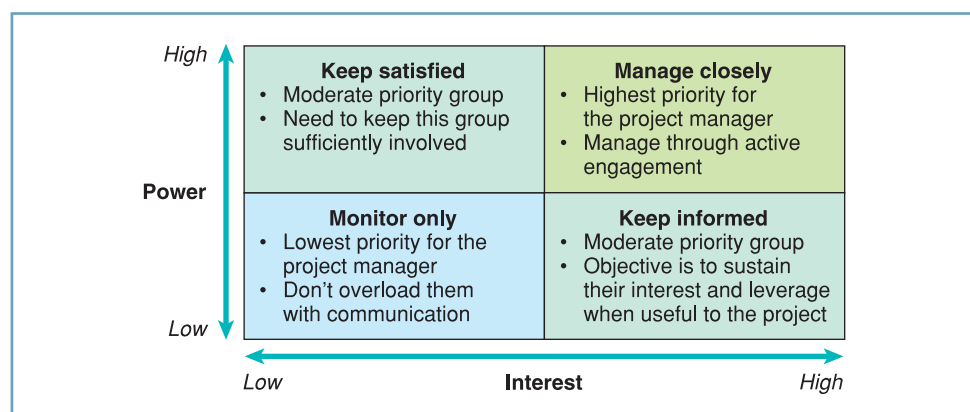 High
Keep satisfied
• Moderate priority group
• Need to keep this group
sufficiently involved
Manage closely
• Highest priority for
the project manager
• Manage through active
engagement
Power
Monitor only
• Lowest priority for the
project manager
• Don’t overload them
with communication
Keep informed
• Moderate priority group
• Objective is to sustain
their interest and leverage
when useful to the project
Low
Low
Interest
High